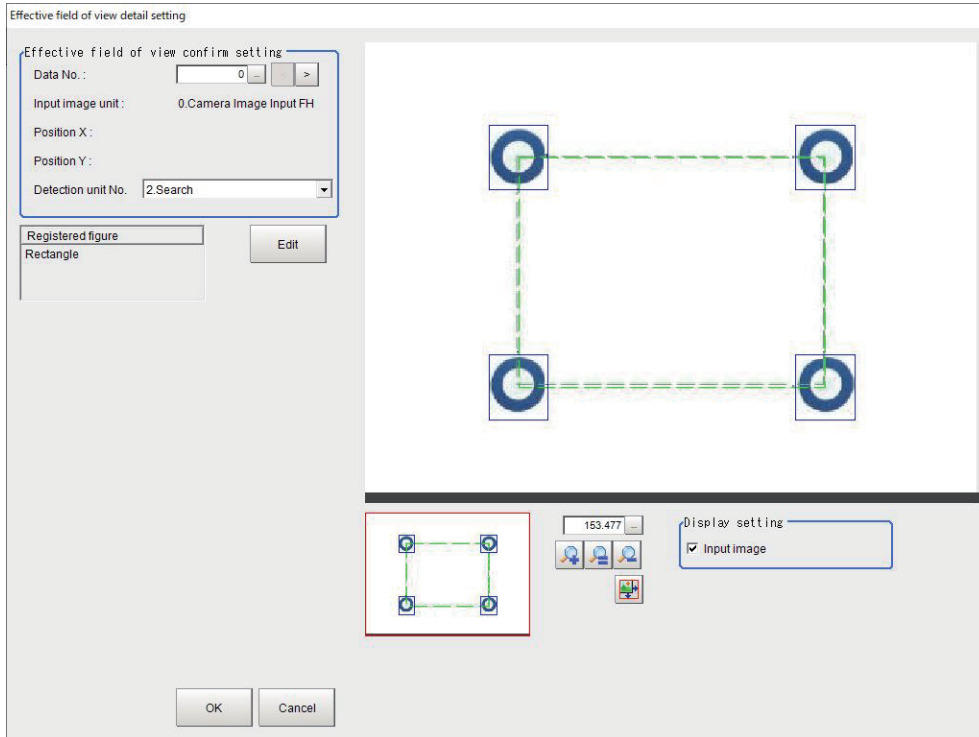 Effective field of view detail setting
Effective field of view confirm setting
Data No. : 0 ... < >
Input image unit : 0.Camera Image Input FH
Position X :
Position Y :
Detection unit No. 2.Search
Registered figure
Rectangle
Edit
153.477 ...
Display setting
Input image
OK Cancel